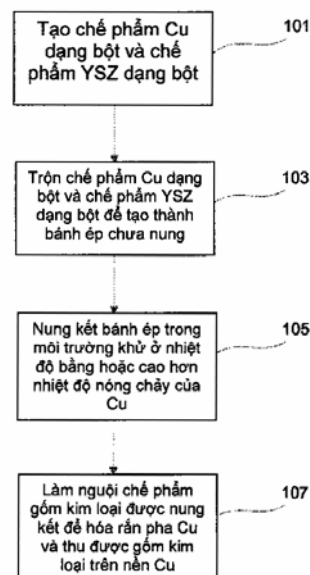 Tạo chế phẩm Cu
dạng bột và chế
phẩm YSZ dạng bột
101
Trộn chế phẩm Cu dạng
bột và chế phẩm YSZ
dạng bột để tạo thành
bánh ép chưa nung
103
Nung kết bánh ép trong
môi trường khử ở nhiệt
độ bằng hoặc cao hơn
nhiệt độ nóng chảy của
Cu
105
Làm nguội chế phẩm
gốm kim loại được nung
kết để hóa rắn pha Cu
và thu được gốm kim
loại trên nền Cu
107